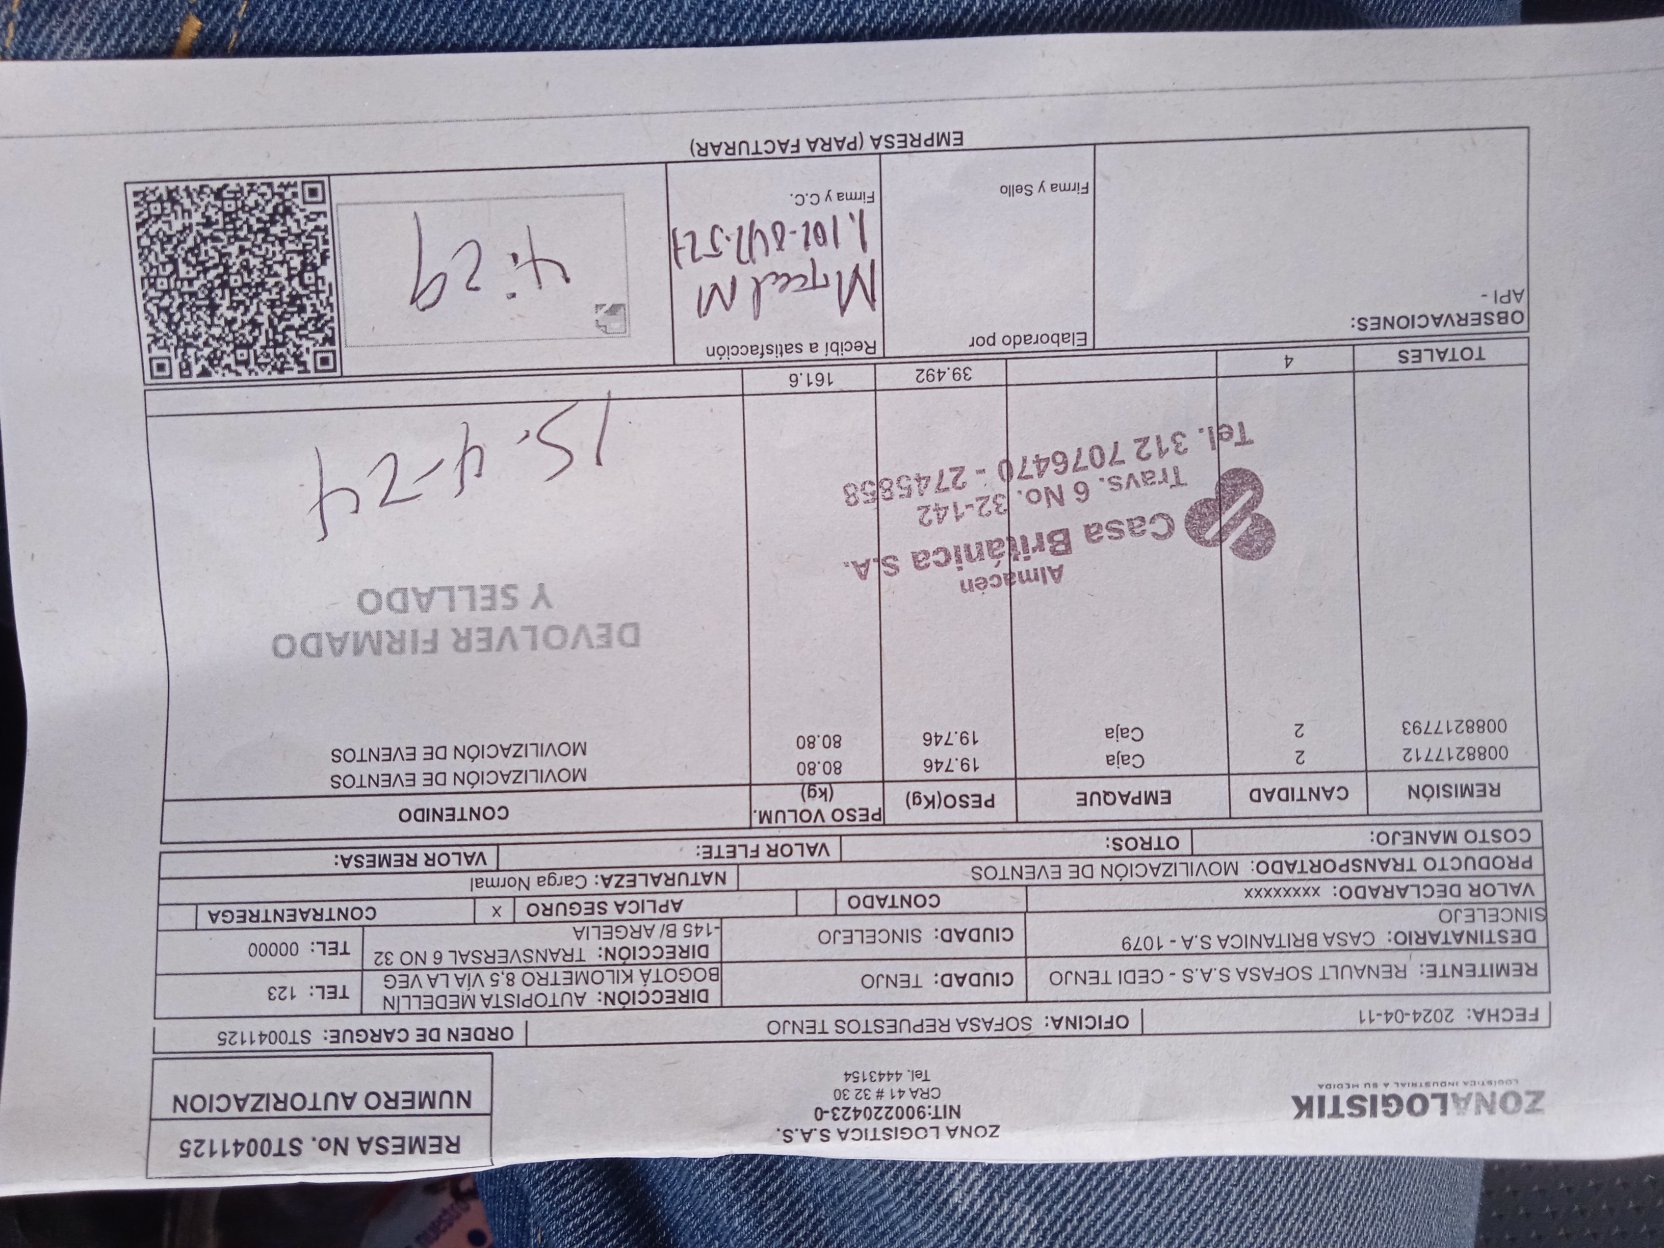 ZONALOGISTIK
LOGISTICA INDUSTRIAL A SU MEDIDA
ZONA LOGISTICA S.A.S.
NIT:900220423-0
CRA 41 # 32 30
Tel. 4443154
REMESA No. ST0041125
NUMERO AUTORIZACION
FECHA: 2024-04-11
OFICINA: SOFASA REPUESTOS TENJO
ORDEN DE CARGUE: ST0041125
REMITENTE: RENAULT SOFASA S.A.S - CEDI TENJO
CIUDAD: TENJO
DIRECCIÓN: AUTOPISTA MEDELLÍN
BOGOTÁ KILOMETRO 8,5 VÍA LA VEG
TEL: 123
DESTINATARIO: CASA BRITANICA S.A - 1079
SINCELEJO
CIUDAD: SINCELEJO
DIRECCIÓN: TRANSVERSAL 6 NO 32
-145 B/ ARGELIA
TEL: 00000
VALOR DECLARADO: xxxxxxxx
CONTADO
APLICA SEGURO
X
CONTRAENTREGA
PRODUCTO TRANSPORTADO: MOVILIZACIÓN DE EVENTOS
NATURALEZA: Carga Normal
COSTO MANEJO:
OTROS:
VALOR FLETE:
VALOR REMESA:
REMISIÓN CANTIDAD EMPAQUE PESO(Kg) PESO VOLUM. (kg) CONTENIDO
0088217712 2 Caja 19.746 80.80 MOVILIZACIÓN DE EVENTOS
0088217793 2 Caja 19.746 80.80 MOVILIZACIÓN DE EVENTOS
DEVOLVER FIRMADO
Y SELLADO
Almacén
Casa Británica S.A.
Travs. 6 No. 32-142
Tel. 312 7076470 - 2745858
15-4-24
TOTALES 4 39.492 161.6
OBSERVACIONES:
API -
Elaborado por
Firma y Sello
Recibí a satisfacción
1.102-847-527
Firma y C.C.
4:29
EMPRESA (PARA FACTURAR)